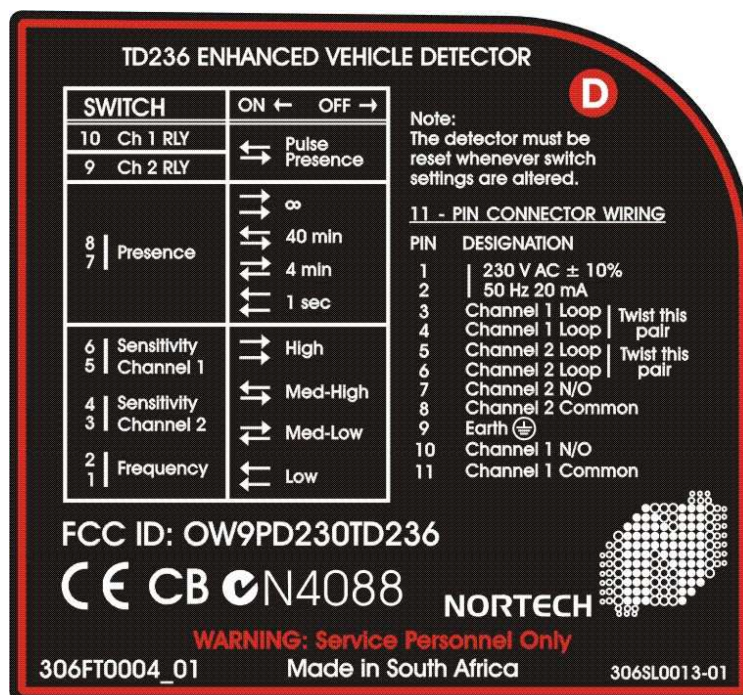 TD236 ENHANCED VEHICLE DETECTOR
D
SWITCH ON ← OFF →
10 Ch 1 RLY
9 Ch 2 RLY
Pulse
Presence
8
7 Presence
∞
40 min
4 min
1 sec
6 Sensitivity
5 Channel 1
4 Sensitivity
3 Channel 2
2
1 Frequency
High
Med-High
Med-Low
Low
Note:
The detector must be
reset whenever switch
settings are altered.
11 - PIN CONNECTOR WIRING
PIN DESIGNATION
1 230 V AC ± 10%
2 50 Hz 20 mA
3 Channel 1 Loop
4 Channel 1 Loop
Twist this
pair
5 Channel 2 Loop
6 Channel 2 Loop
Twist this
pair
7 Channel 2 N/O
8 Channel 2 Common
9 Earth
10 Channel 1 N/O
11 Channel 1 Common
FCC ID: OW9PD230TD236
CE CB N4088
NORTECH
WARNING: Service Personnel Only
306FT0004_01 Made in South Africa 306SL0013-01